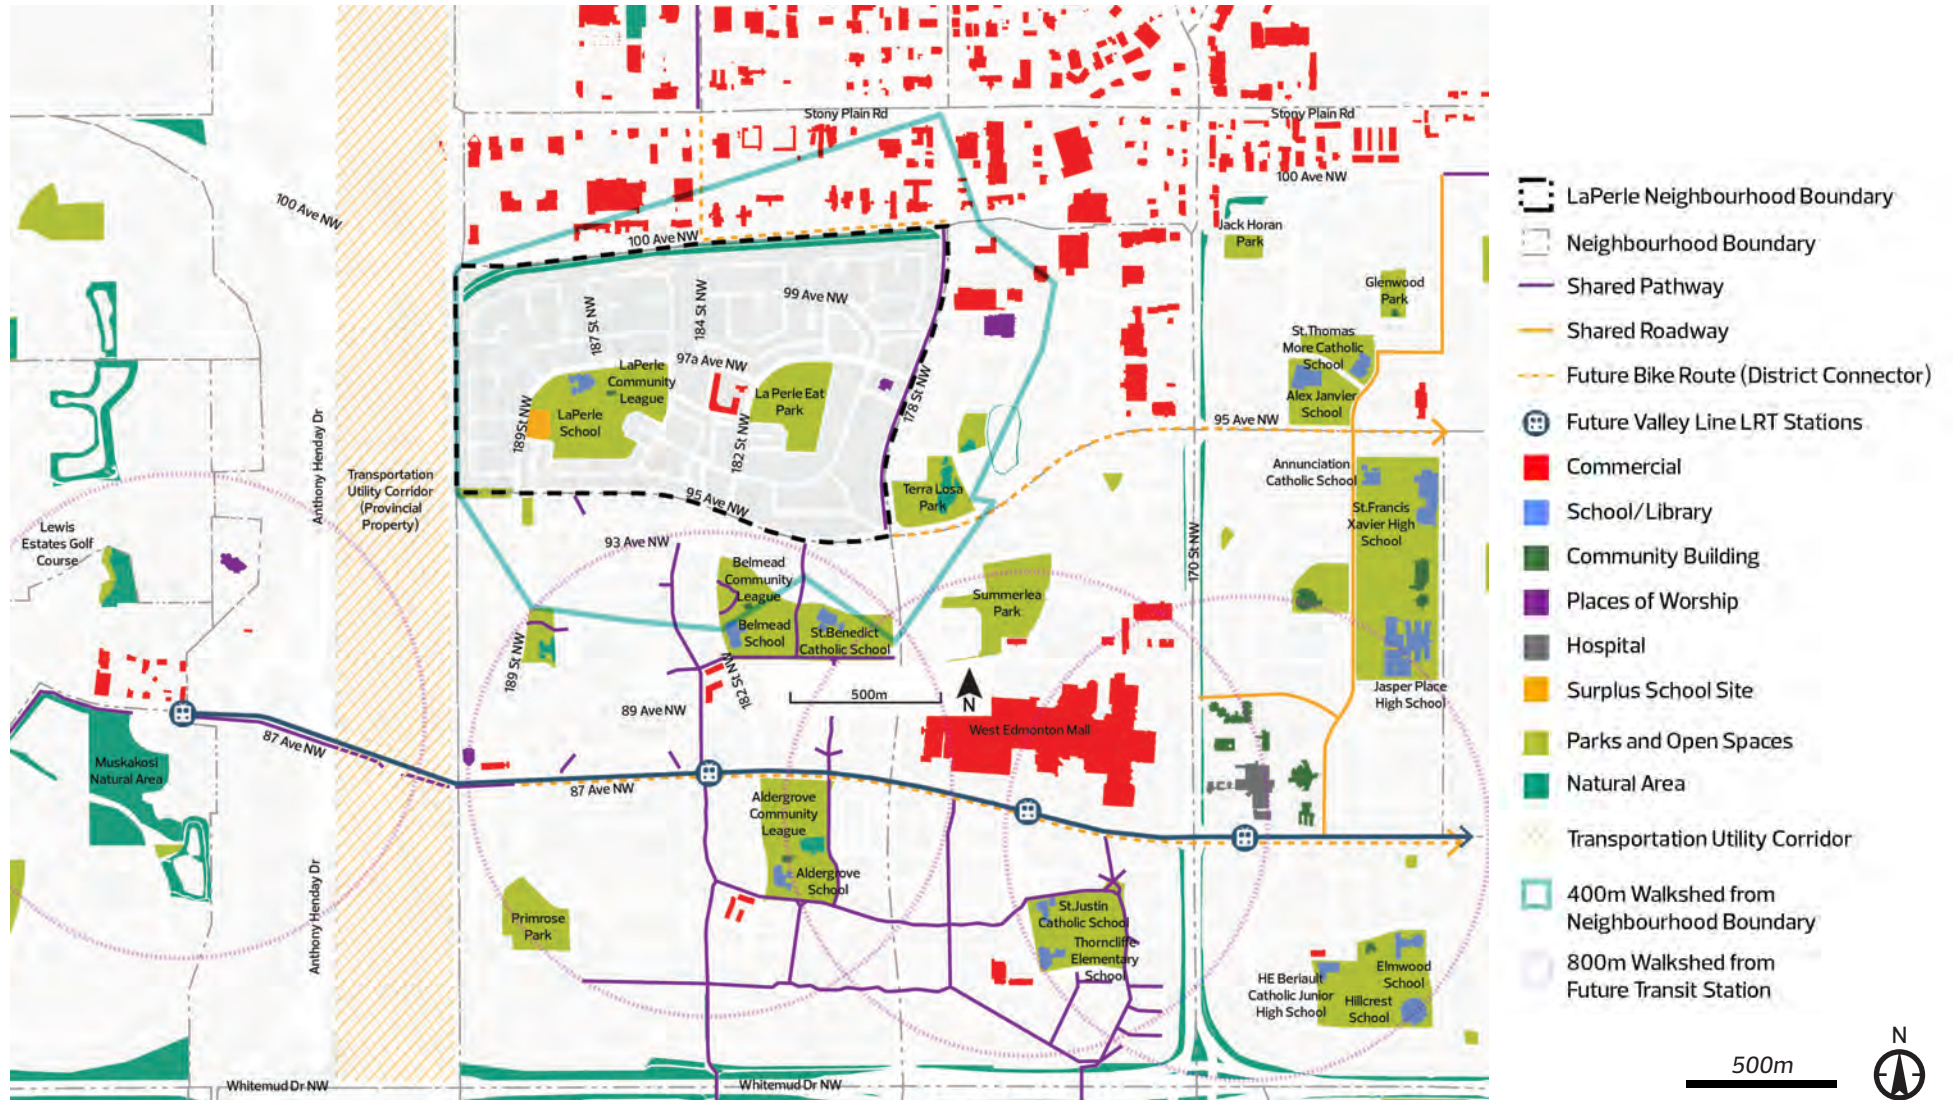 Stony Plain Rd
Stony Plain Rd
100 Ave NW
100 Ave NW
100 Ave NW
Jack Horan
Park
Glenwood
Park
99 Ave NW
187 St NW
184 St NW
97a Ave NW
LaPerle
Community
League
La Perle Eat
Park
LaPerle
School
189St NW
182 St NW
178 St NW
St.Thomas
More Catholic
School
Alex Janvier
School
95 Ave NW
Anthony Henday Dr
Transportation
Utility Corridor
(Provincial
Property)
95 Ave NW
Terra Losa
Park
Annunciation
Catholic School
St.Francis
Xavier High
School
170 St NW
Lewis
Estates Golf
Course
93 Ave NW
Belmead
Community
League
Belmead
School
St.Benedict
Catholic School
Summerlea
Park
189 St NW
182 St NW
89 Ave NW
500m
N
Jasper Place
High School
West Edmonton Mall
87 Ave NW
Muskakosi
Natural Area
87 Ave NW
Aldergrove
Community
League
Aldergrove
School
Anthony Henday Dr
Primrose
Park
St.Justin
Catholic School
Thorncliffe
Elementary
School
HE Beriault
Catholic Junior
High School
Elmwood
School
Hillcrest
School
Whitemud Dr NW
Whitemud Dr NW
LaPerle Neighbourhood Boundary
Neighbourhood Boundary
Shared Pathway
Shared Roadway
Future Bike Route (District Connector)
Future Valley Line LRT Stations
Commercial
School/Library
Community Building
Places of Worship
Hospital
Surplus School Site
Parks and Open Spaces
Natural Area
Transportation Utility Corridor
400m Walkshed from
Neighbourhood Boundary
800m Walkshed from
Future Transit Station
500m
N